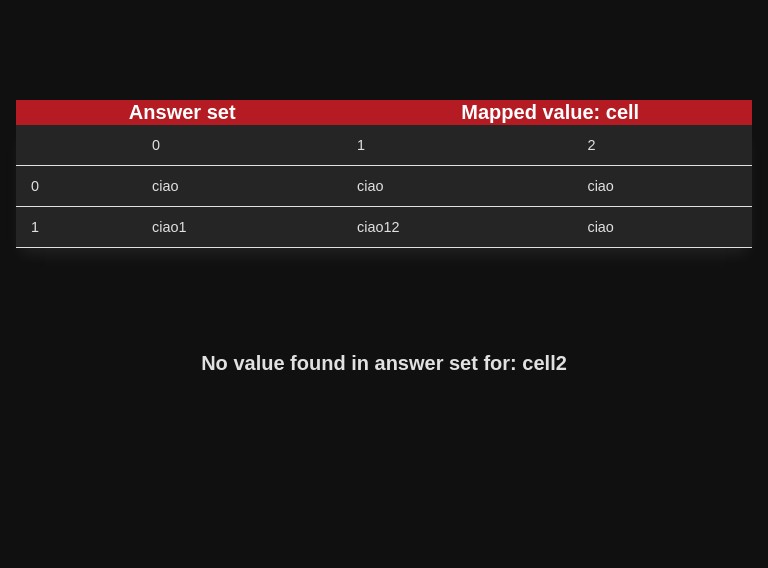 Answer set Mapped value: cell
0 1 2
0 ciao ciao ciao
1 ciao1 ciao12 ciao
No value found in answer set for: cell2